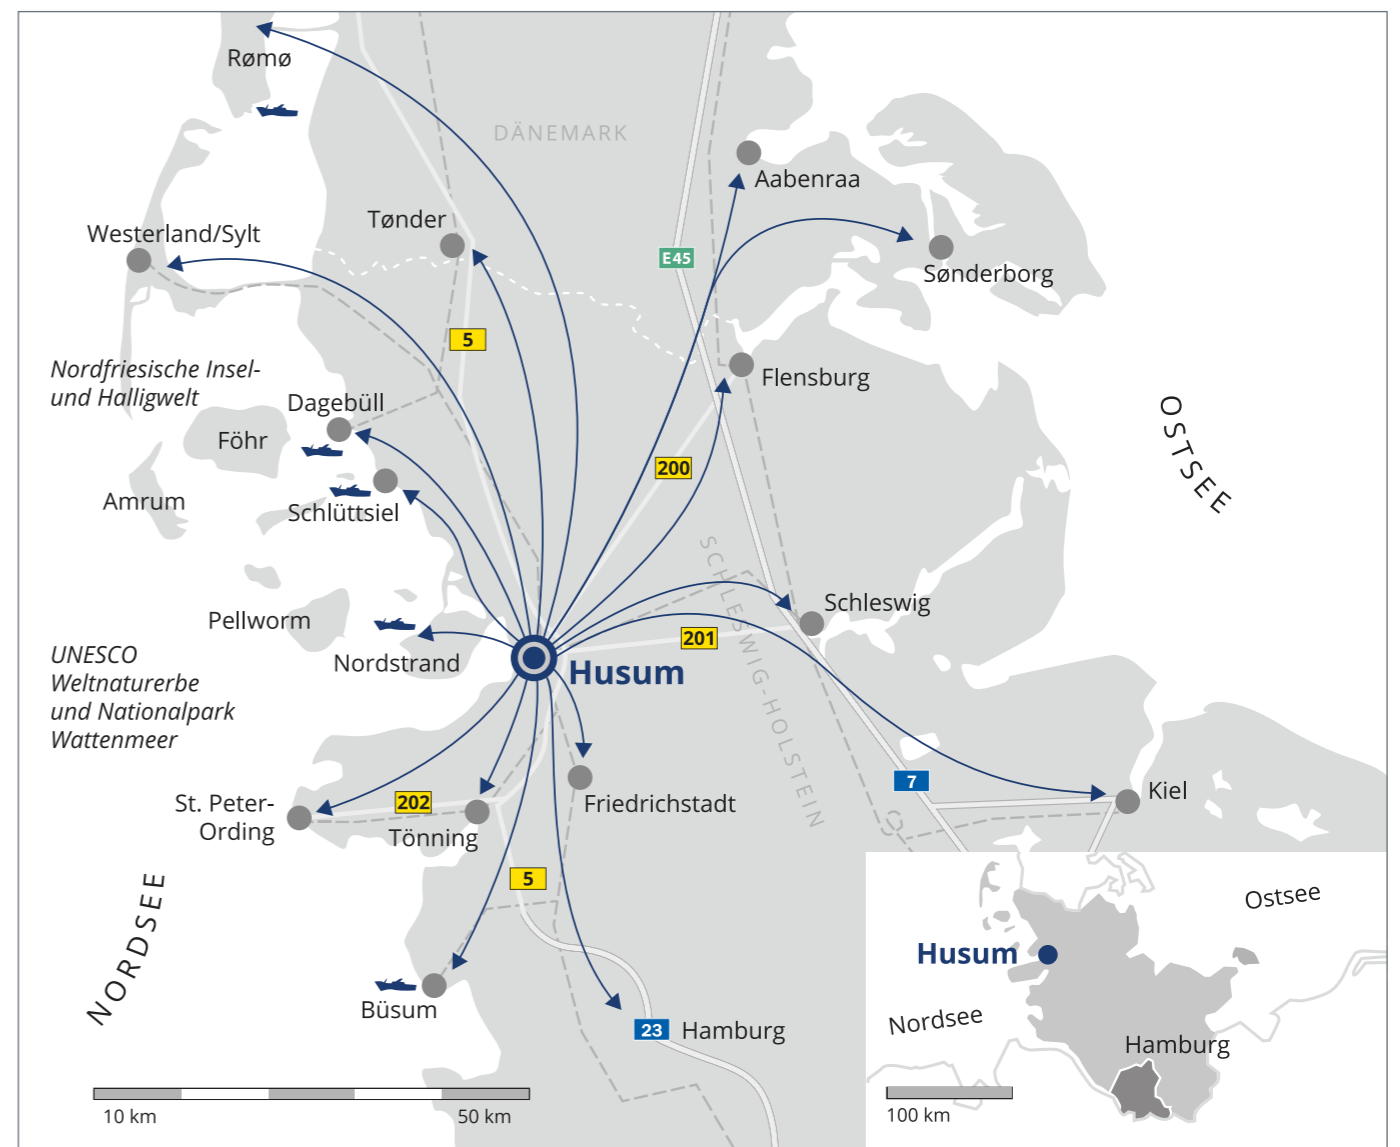 Rømø
DÄNEMARK
Aabenraa
Tønder
Westerland/Sylt
E45
Sønderborg
5
Nordfriesische Insel-
und Halligwelt
Flensburg
Dagebüll
OSTSEE
Föhr
200
Amrum
Schlüttsiel
SCHLESWIG-HOLSTEIN
Schleswig
Pellworm
201
UNESCO
Weltnaturerbe
und Nationalpark
Wattenmeer
Nordstrand
Husum
7
Kiel
St. Peter-
Ording
202
Friedrichstadt
Tönning
5
NORDSEE
Büsum
23
Hamburg
10 km
50 km
Ostsee
Husum
Nordsee
Hamburg
100 km